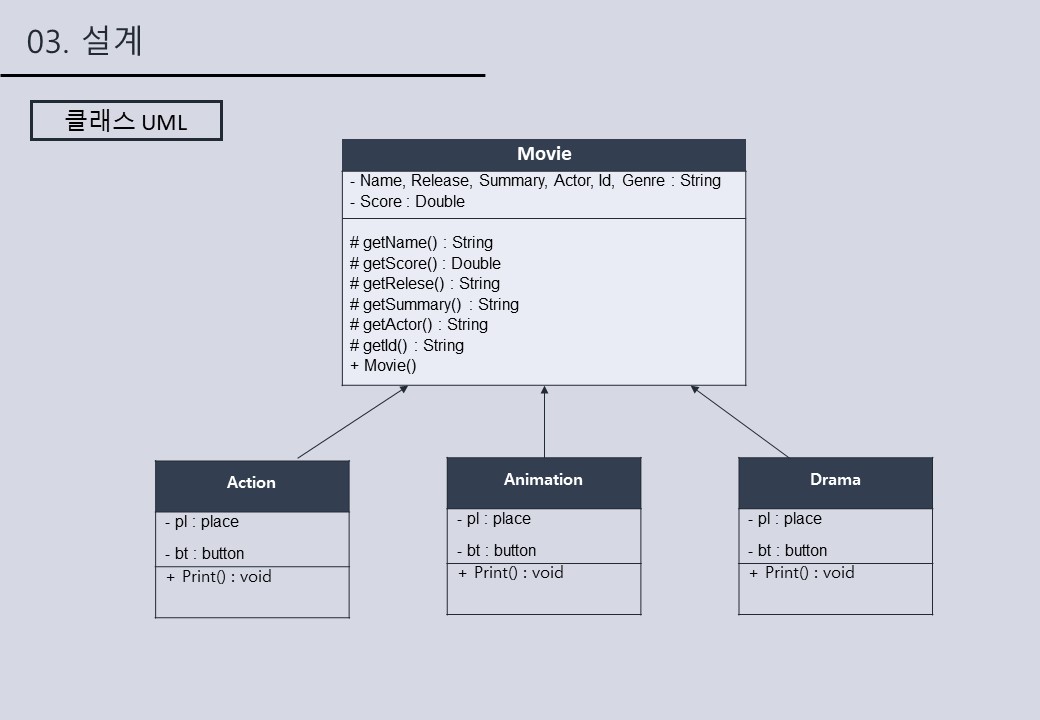 03. 설계
클래스 UML
Movie
- Name, Release, Summary, Actor, Id, Genre : String
- Score : Double
# getName() : String
# getScore() : Double
# getRelese() : String
# getSummary() : String
# getActor() : String
# getId() : String
+ Movie()
Action
- pl : place
- bt : button
+ Print() : void
Animation
- pl : place
- bt : button
+ Print() : void
Drama
- pl : place
- bt : button
+ Print() : void